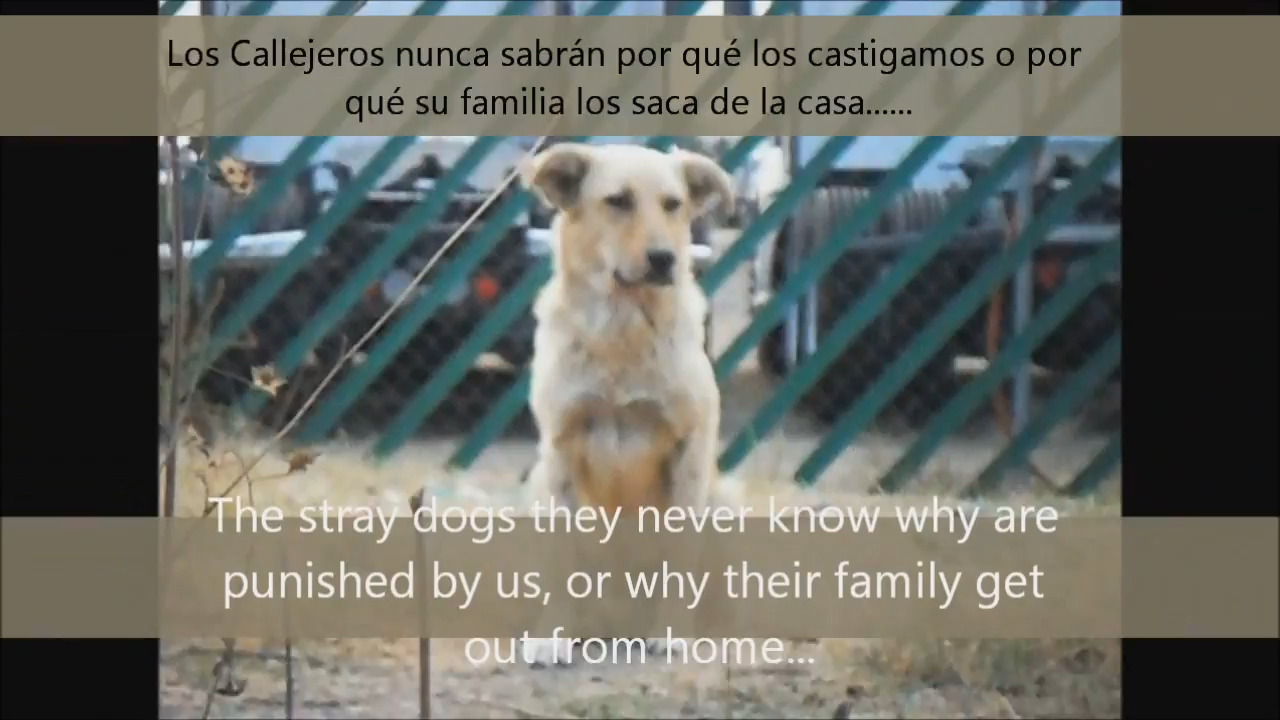 Los Callejeros nunca sabrán por qué los castigamos o por
qué su familia los saca de la casa......
The stray dogs they never know why are
punished by us, or why their family get
out from home...